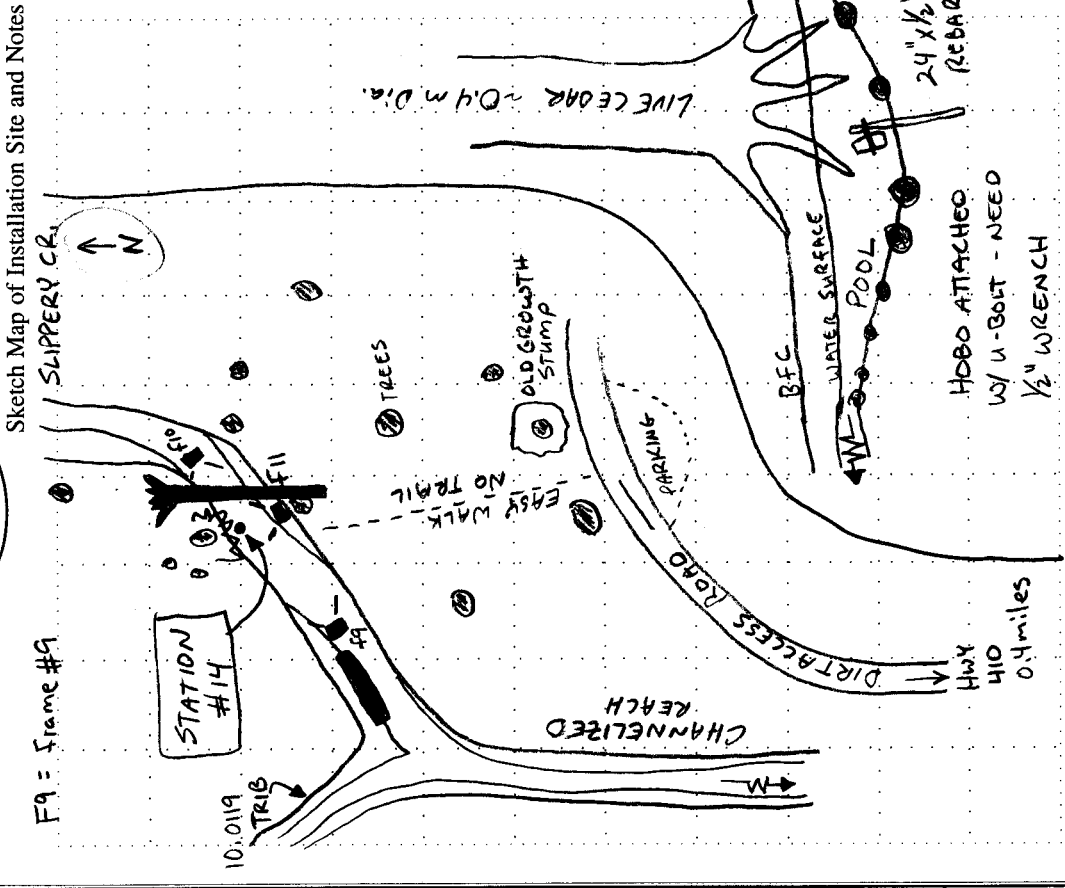 Sketch Map of Installation Site and Notes
F9 = frame #9
SLIPPERY CR.
N
F10
F11
F9
STATION
#14
10.0119
TRIB
TREES
OLD GROWTH
STUMP
EASY WALK
NO TRAIL
PARKING
DIRT ACCESS ROAD
HWY
410
0.4 miles
CHANNELIZED
REACH
LIVE CEDAR ~0.4 m Dia.
BFC
WATER SURFACE
POOL
24" x 1/2"
REBAR
HOBO ATTACHED
W/ U-BOLT - NEED
1/2" WRENCH